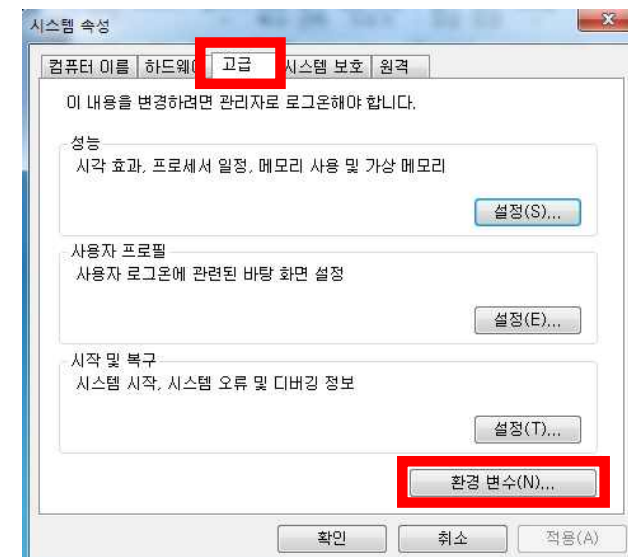 시스템 속성
컴퓨터 이름 하드웨어 고급 시스템 보호 원격
이 내용을 변경하려면 관리자로 로그온해야 합니다.
성능
시각 효과, 프로세서 일정, 메모리 사용 및 가상 메모리
설정(S)...
사용자 프로필
사용자 로그온에 관련된 바탕 화면 설정
설정(E)...
시작 및 복구
시스템 시작, 시스템 오류 및 디버깅 정보
설정(T)...
환경 변수(N)...
확인 취소 적용(A)